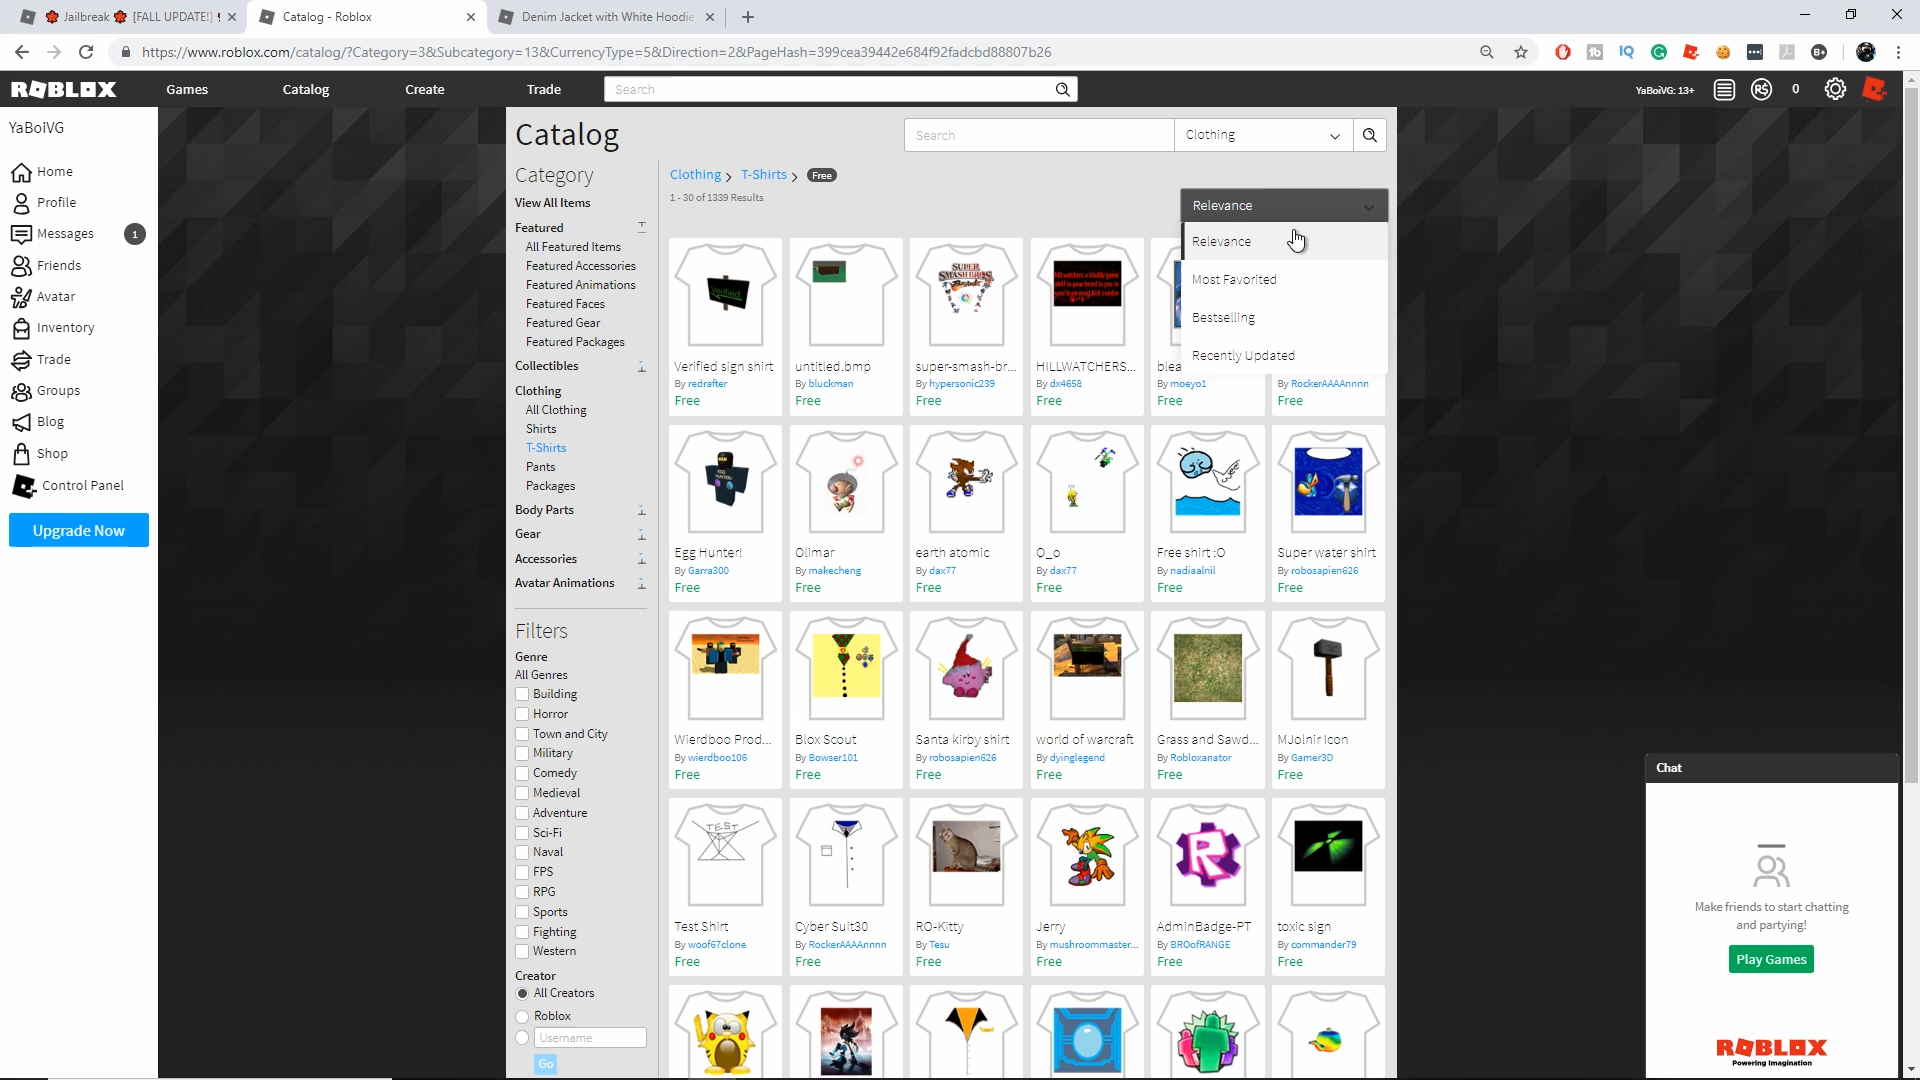 🍁 Jailbreak 🍁 [FALL UPDATE!]
Catalog - Roblox
Denim Jacket with White Hoodie
https://www.roblox.com/catalog/?Category=3&Subcategory=13&CurrencyType=5&Direction=2&PageHash=399cea39442e684f92fadcbd88807b26
ROBLOX
Games
Catalog
Create
Trade
Search
YaBoiVG: 13+
R$
0
YaBoiVG
Home
Profile
Messages
1
Friends
Avatar
Inventory
Trade
Groups
Blog
Shop
Control Panel
Upgrade Now
Catalog
Search
Clothing
Category
View All Items
Featured
All Featured Items
Featured Accessories
Featured Animations
Featured Faces
Featured Gear
Featured Packages
Collectibles
Clothing
All Clothing
Shirts
T-Shirts
Pants
Packages
Body Parts
Gear
Accessories
Avatar Animations
Filters
Genre
All Genres
Building
Horror
Town and City
Military
Comedy
Medieval
Adventure
Sci-Fi
Naval
FPS
RPG
Sports
Fighting
Western
Creator
All Creators
Roblox
Username
Go
Clothing > T-Shirts > Free
1 - 30 of 1339 Results
Relevance
Relevance
Most Favorited
Bestselling
Recently Updated
Verified
Verified sign shirt
By redrafter
Free
untitled.bmp
By bluckman
Free
SUPER
SMASH BROS
super-smash-br...
By hypersonic239
Free
HILLWATCHERS...
By dx4658
Free
blea
By moeyo1
Free
By RockerAAAAnnnn
Free
Egg Hunter!
By Garra300
Free
Olimar
By makecheng
Free
earth atomic
By dax77
Free
O_o
By dax77
Free
Free shirt :O
By nadiaalnil
Free
Super water shirt
By robosapien626
Free
Wierdboo Prod...
By wierdboo106
Free
Blox Scout
By Bowser101
Free
Santa kirby shirt
By robosapien626
Free
world of warcraft
By dyinglegend
Free
Grass and Sawd...
By Robloxanator
Free
MJolnir Icon
By Gamer3D
Free
TEST
Test Shirt
By woof67clone
Free
Cyber Suit30
By RockerAAAAnnnn
Free
RO-Kitty
By Tesu
Free
Jerry
By mushroommaster...
Free
R
AdminBadge-PT
By BROofRANGE
Free
toxic sign
By commander79
Free
Chat
Make friends to start chatting
and partying!
Play Games
ROBLOX
Powering Imagination